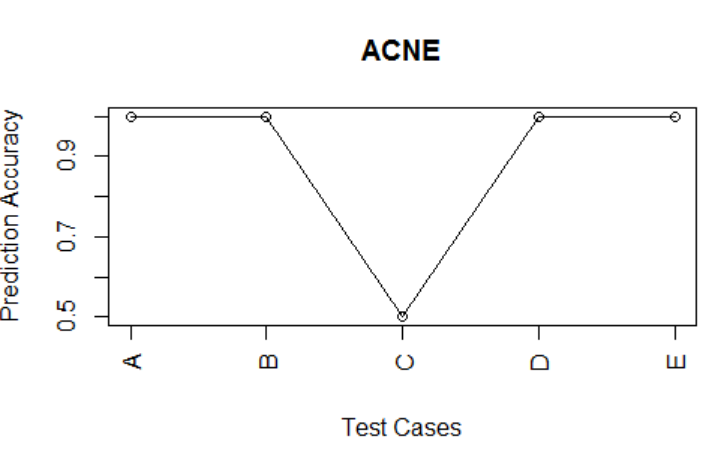 ACNE
Prediction Accuracy
0.9
0.7
0.5
A B C D E
Test Cases